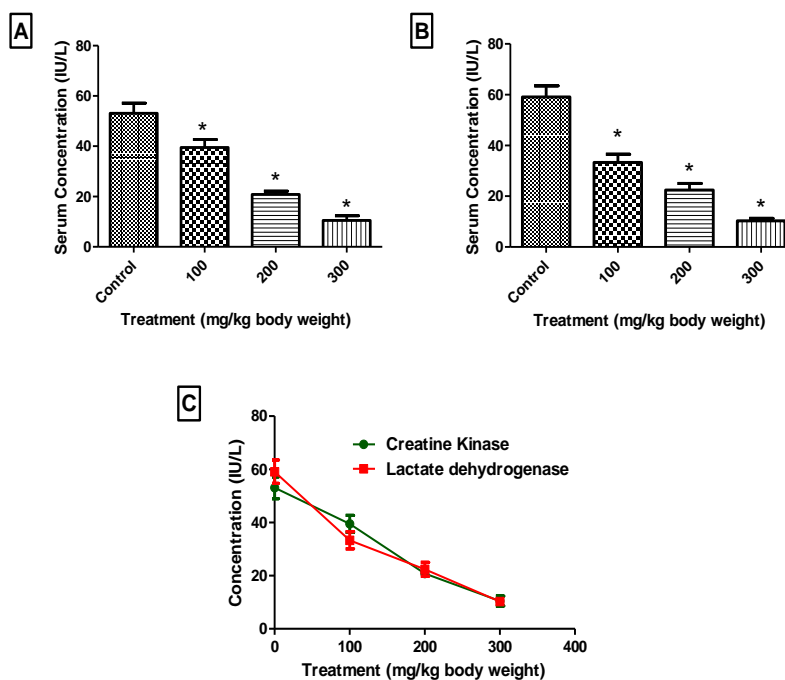 A
Serum Concentration (IU/L)
80
60
40
20
0
*
*
*
Control
100
200
300
Treatment (mg/kg body weight)
B
Serum Concentration (IU/L)
80
60
40
20
0
*
*
*
Control
100
200
300
Treatment (mg/kg body weight)
C
Concentration (IU/L)
80
60
40
20
0
Creatine Kinase
Lactate dehydrogenase
0
100
200
300
400
Treatment (mg/kg body weight)